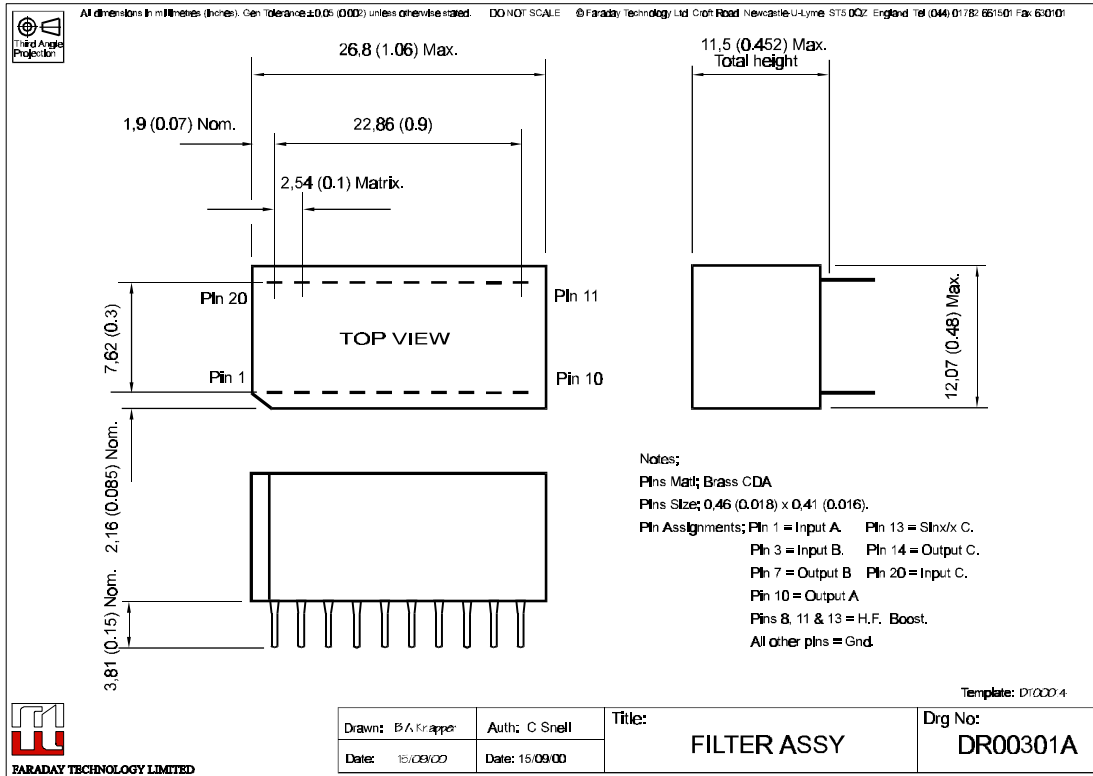 All dimensions in millimetres (inches). Gen Tolerance ±0.05 (0.002) unless otherwise stated. DO NOT SCALE © Faraday Technology Ltd Croft Road Newcastle-U-Lyme ST5 0QZ England Tel (044) 01782 661501 Fax 630101
Third Angle
Projection
26,8 (1.06) Max.
11,5 (0.452) Max.
Total height
1,9 (0.07) Nom.
22,86 (0.9)
2,54 (0.1) Matrix.
Pin 20
Pin 11
7,62 (0.3)
TOP VIEW
12,07 (0.48) Max.
Pin 1
Pin 10
2,16 (0.085) Nom.
3,81 (0.15) Nom.
Notes;
Pins Matl; Brass CDA
Pins Size; 0,46 (0.018) x 0,41 (0.016).
Pin Assignments; Pin 1 = Input A. Pin 13 = Sinx/x C.
Pin 3 = Input B. Pin 14 = Output C.
Pin 7 = Output B Pin 20 = Input C.
Pin 10 = Output A
Pins 8, 11 & 13 = H.F. Boost.
All other pins = Gnd.
Template: DT00014
FARADAY TECHNOLOGY LIMITED
Drawn: B A Krapper
Auth: C Snell
Date: 15/09/00
Date: 15/09/00
Title:
FILTER ASSY
Drg No:
DR00301A